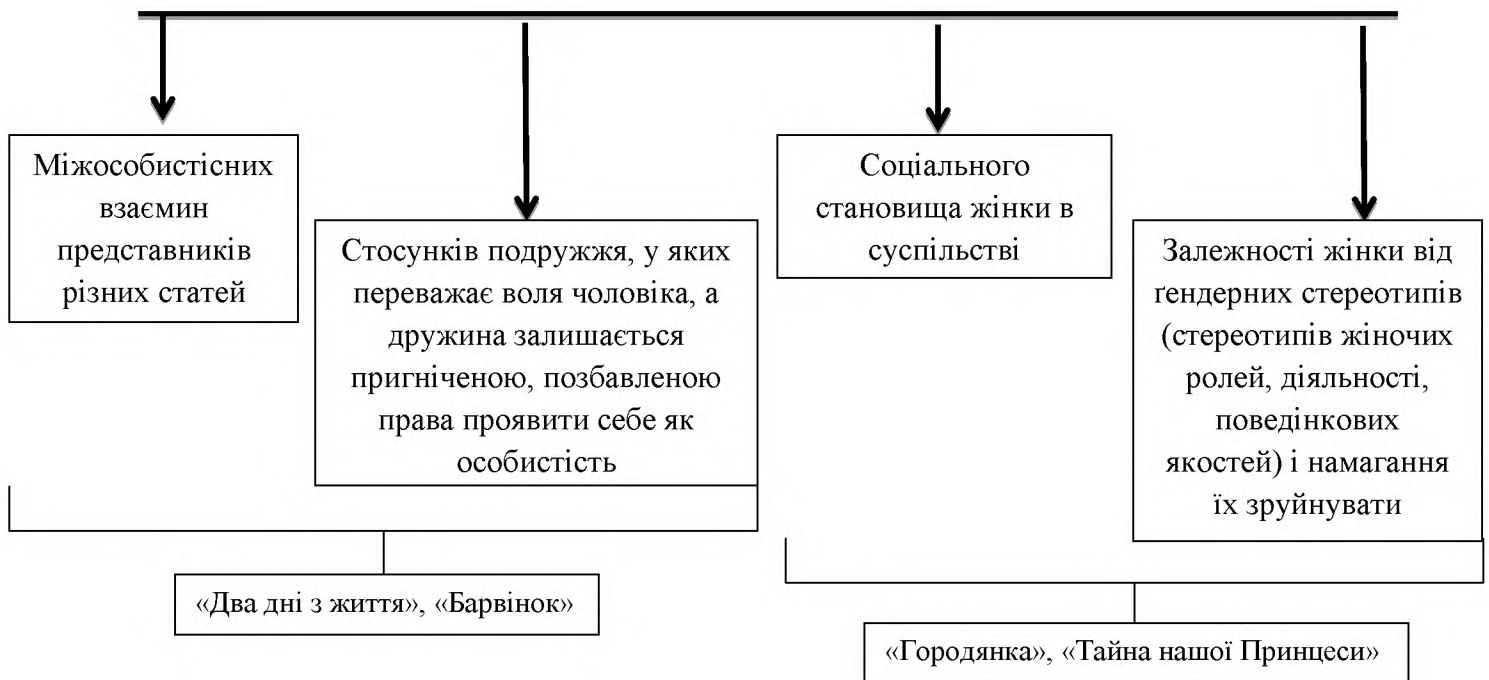 Міжособистісних
взаємин
представників
різних статей
Стосунків подружжя, у яких
переважає воля чоловіка, а
дружина залишається
пригніченою, позбавленою
права проявити себе як
особистість
Соціального
становища жінки в
суспільстві
Залежності жінки від
ґендерних стереотипів
(стереотипів жіночих
ролей, діяльності,
поведінкових
якостей) і намагання
їх зруйнувати
«Два дні з життя», «Барвінок»
«Городянка», «Тайна нашої Принцеси»